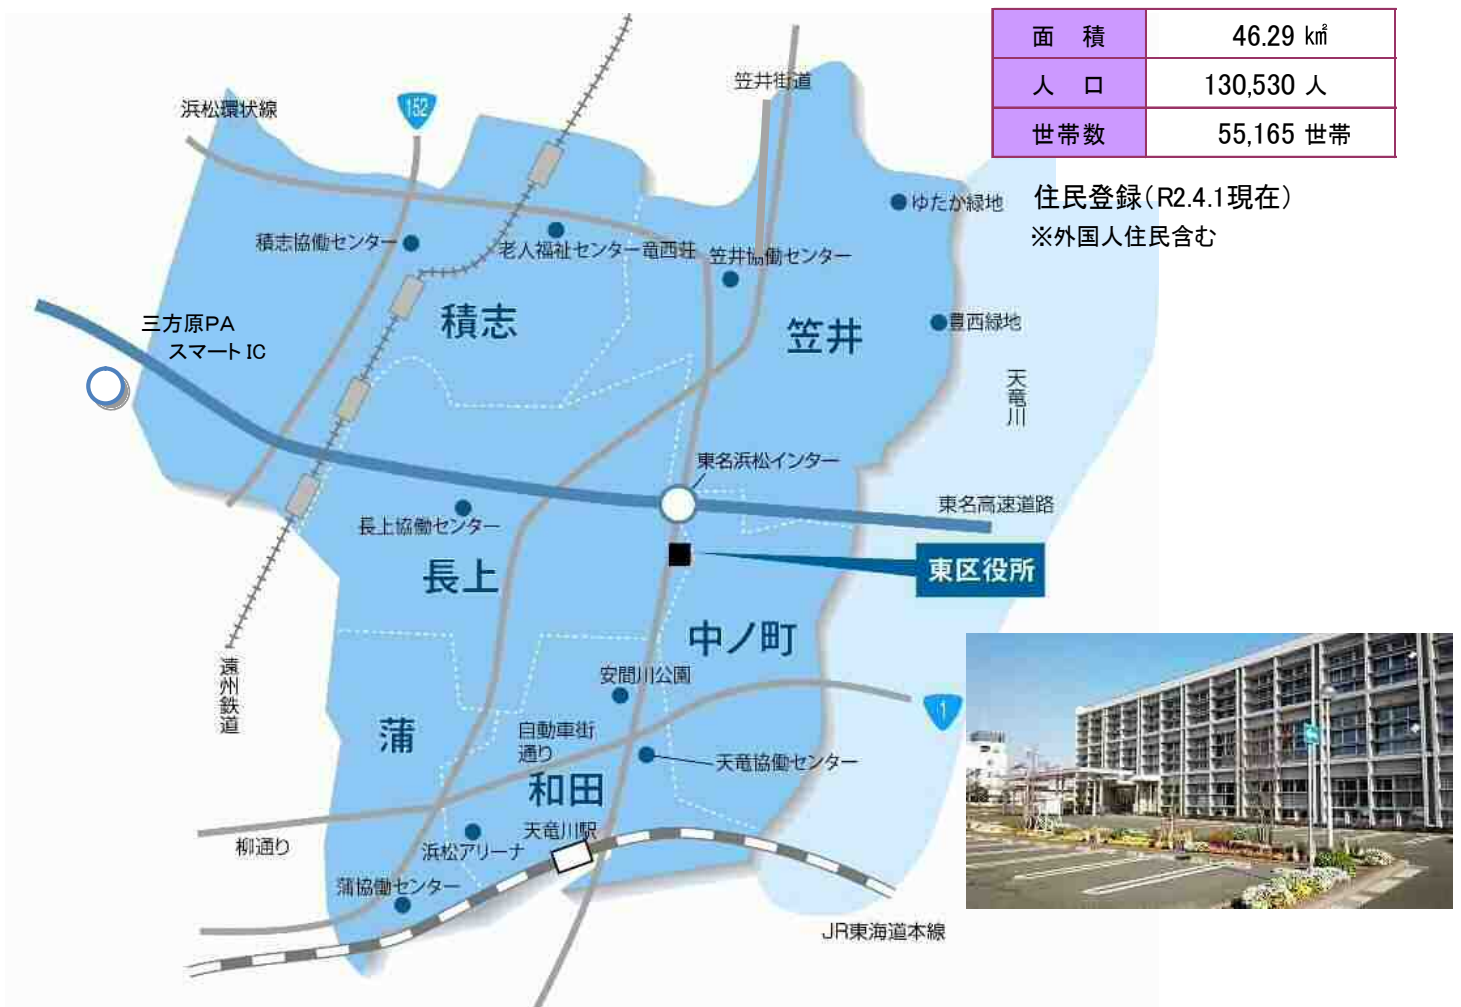 面 積 46.29 ㎢
人 口 130,530 人
世帯数 55,165 世帯
住民登録(R2.4.1現在)
※外国人住民含む
笠井街道
浜松環状線
152
ゆたか緑地
積志協働センター
老人福祉センター竜西荘
笠井協働センター
三方原PA
スマートIC
積志
笠井
豊西緑地
天竜川
東名浜松インター
東名高速道路
長上協働センター
長上
東区役所
中ノ町
遠州鉄道
安間川公園
1
蒲
自動車街
通り
天竜協働センター
和田
天竜川駅
柳通り
浜松アリーナ
蒲協働センター
JR東海道本線